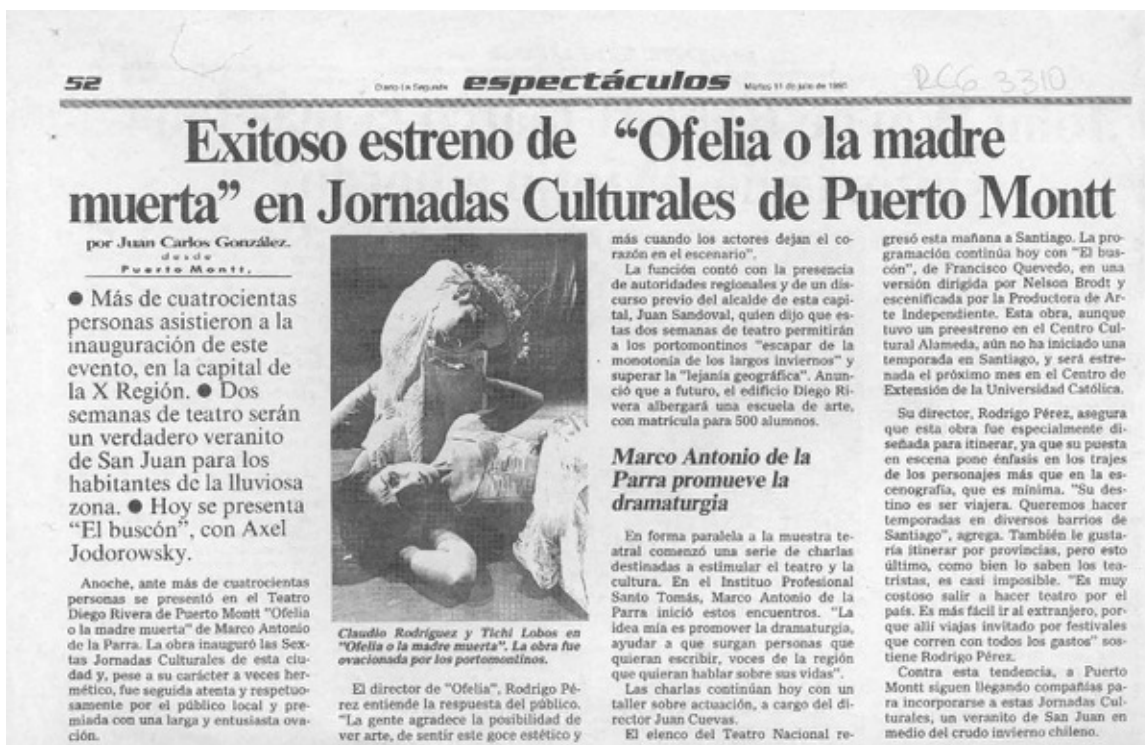 52
Diario La Segunda
espectáculos
Martes 11 de julio de 1995
RCG 3310
Exitoso estreno de “Ofelia o la madre
muerta” en Jornadas Culturales de Puerto Montt
por Juan Carlos González.
desde
Puerto Montt.
● Más de cuatrocientas
personas asistieron a la
inauguración de este
evento, en la capital de
la X Región. ● Dos
semanas de teatro serán
un verdadero veranito
de San Juan para los
habitantes de la lluviosa
zona. ● Hoy se presenta
“El buscón”, con Axel
Jodorowsky.
Anoche, ante más de cuatrocientas
personas se presentó en el Teatro
Diego Rivera de Puerto Montt "Ofelia
o la madre muerta" de Marco Antonio
de la Parra. La obra inauguró las Sex-
tas Jornadas Culturales de esta ciu-
dad y, pese a su carácter a veces her-
mético, fue seguida atenta y respetuo-
samente por el público local y pre-
miada con una larga y entusiasta ova-
ción.
Claudio Rodríguez y Tichi Lobos en
"Ofelia o la madre muerta". La obra fue
ovacionada por los portomontinos.
El director de "Ofelia", Rodrigo Pé-
rez entiende la respuesta del público.
"La gente agradece la posibilidad de
ver arte, de sentir este goce estético y
más cuando los actores dejan el co-
razón en el escenario".
La función contó con la presencia
de autoridades regionales y de un dis-
curso previo del alcalde de esta capi-
tal, Juan Sandoval, quien dijo que es-
tas dos semanas de teatro permitirán
a los portomontinos "escapar de la
monotonía de los largos inviernos" y
superar la "lejanía geográfica". Anun-
ció que a futuro, el edificio Diego Ri-
vera albergará una escuela de arte,
con matrícula para 500 alumnos.
Marco Antonio de la
Parra promueve la
dramaturgia
En forma paralela a la muestra te-
atral comenzó una serie de charlas
destinadas a estimular el teatro y la
cultura. En el Instituo Profesional
Santo Tomás, Marco Antonio de la
Parra inició estos encuentros. "La
idea mía es promover la dramaturgia,
ayudar a que surgan personas que
quieran escribir, voces de la región
que quieran hablar sobre sus vidas".
Las charlas continúan hoy con un
taller sobre actuación, a cargo del di-
rector Juan Cuevas.
El elenco del Teatro Nacional re-
gresó esta mañana a Santiago. La pro-
gramación continúa hoy con "El bus-
cón", de Francisco Quevedo, en una
versión dirigida por Nelson Brodt y
escenificada por la Productora de Ar-
te Independiente. Esta obra, aunque
tuvo un preestreno en el Centro Cul-
tural Alameda, aún no ha iniciado una
temporada en Santiago, y será estre-
nada el próximo mes en el Centro de
Extensión de la Universidad Católica.
Su director, Rodrigo Pérez, asegura
que esta obra fue especialmente di-
señada para itinerar, ya que su puesta
en escena pone énfasis en los trajes
de los personajes más que en la es-
cenografía, que es mínima. "Su des-
tino es ser viajera. Queremos hacer
temporadas en diversos barrios de
Santiago", agrega. También le gusta-
ría itinerar por provincias, pero esto
último, como bien lo saben los tea-
tristas, es casi imposible. "Es muy
costoso salir a hacer teatro por el
país. Es más fácil ir al extranjero, por-
que allí viajas invitado por festivales
que corren con todos los gastos" sos-
tiene Rodrigo Pérez.
Contra esta tendencia, a Puerto
Montt siguen llegando compañías pa-
ra incorporarse a estas Jornadas Cul-
turales, un veranito de San Juan en
medio del crudo invierno chileno.